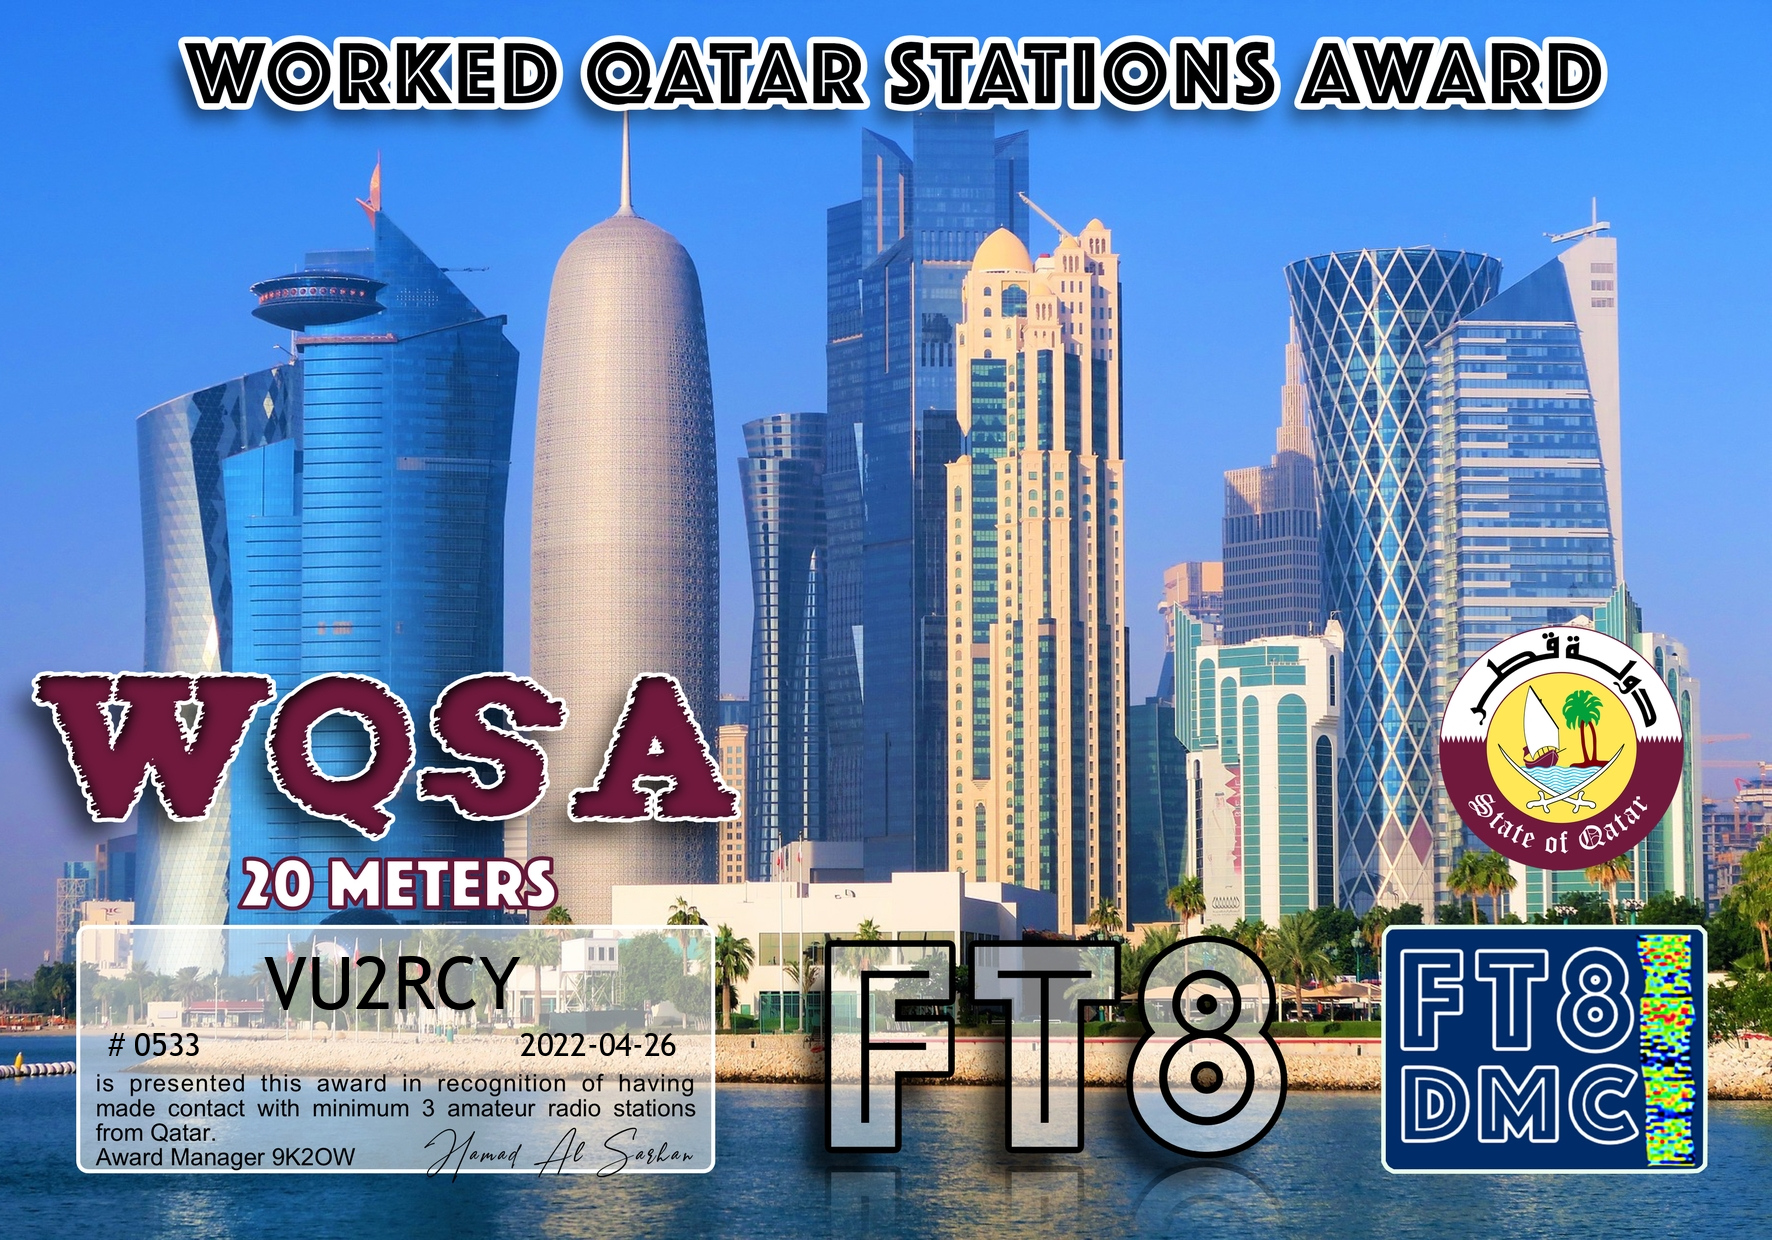 WORKED QATAR STATIONS AWARD
WQSA
20 METERS
VU2RCY
# 0533 2022-04-26
is presented this award in recognition of having
made contact with minimum 3 amateur radio stations
from Qatar.
Award Manager 9K2OW Hamad Al Sarhan
FT8
دولة قطر
State of Qatar
FT8
DMC